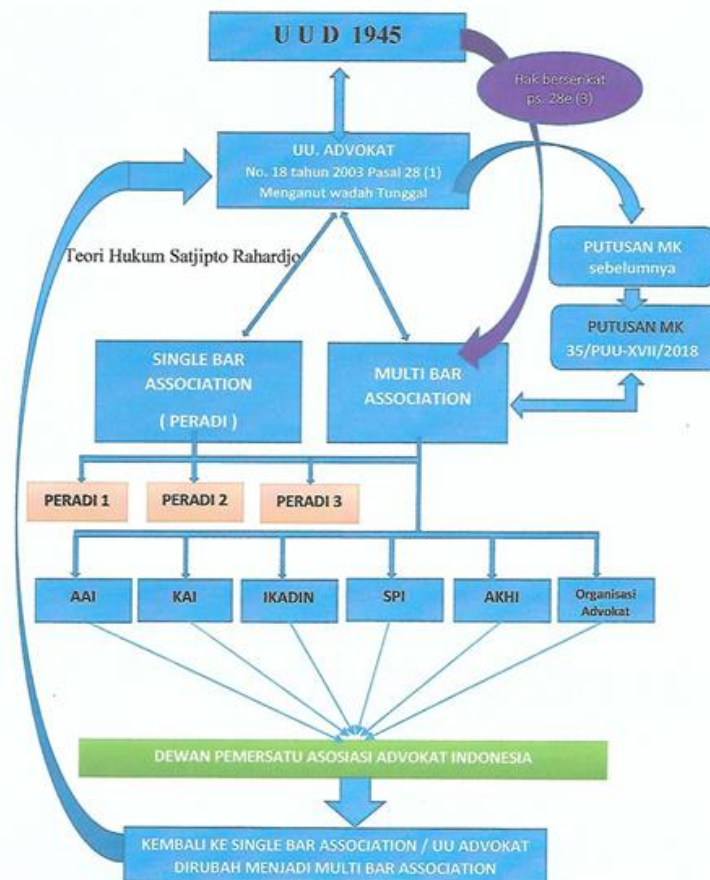 U U D 1945
Hak berserikat
ps. 28e (3)
UU. ADVOKAT
No. 18 tahun 2003 Pasal 28 (1)
Menganut wadah Tunggal
Teori Hukum Satjipto Rahardjo
PUTUSAN MK
sebelumnya
PUTUSAN MK
35/PUU-XVII/2018
SINGLE BAR
ASSOCIATION
( PERADI )
MULTI BAR
ASSOCIATION
PERADI 1
PERADI 2
PERADI 3
AAI
KAI
IKADIN
SPI
AKHI
Organisasi
Advokat
DEWAN PEMERSATU ASOSIASI ADVOKAT INDONESIA
KEMBALI KE SINGLE BAR ASSOCIATION / UU ADVOKAT
DIRUBAH MENJADI MULTI BAR ASSOCIATION